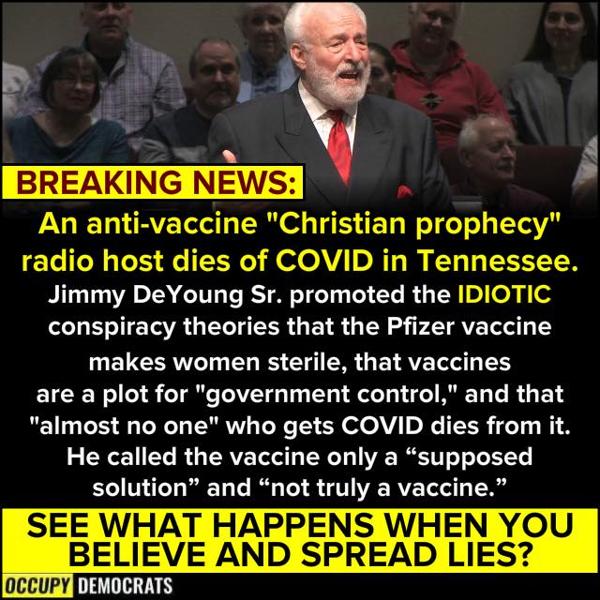 BREAKING NEWS:
An anti-vaccine "Christian prophecy"
radio host dies of COVID in Tennessee.
Jimmy DeYoung Sr. promoted the IDIOTIC
conspiracy theories that the Pfizer vaccine
makes women sterile, that vaccines
are a plot for "government control," and that
"almost no one" who gets COVID dies from it.
He called the vaccine only a “supposed
solution” and “not truly a vaccine.”
SEE WHAT HAPPENS WHEN YOU
BELIEVE AND SPREAD LIES?
OCCUPY DEMOCRATS